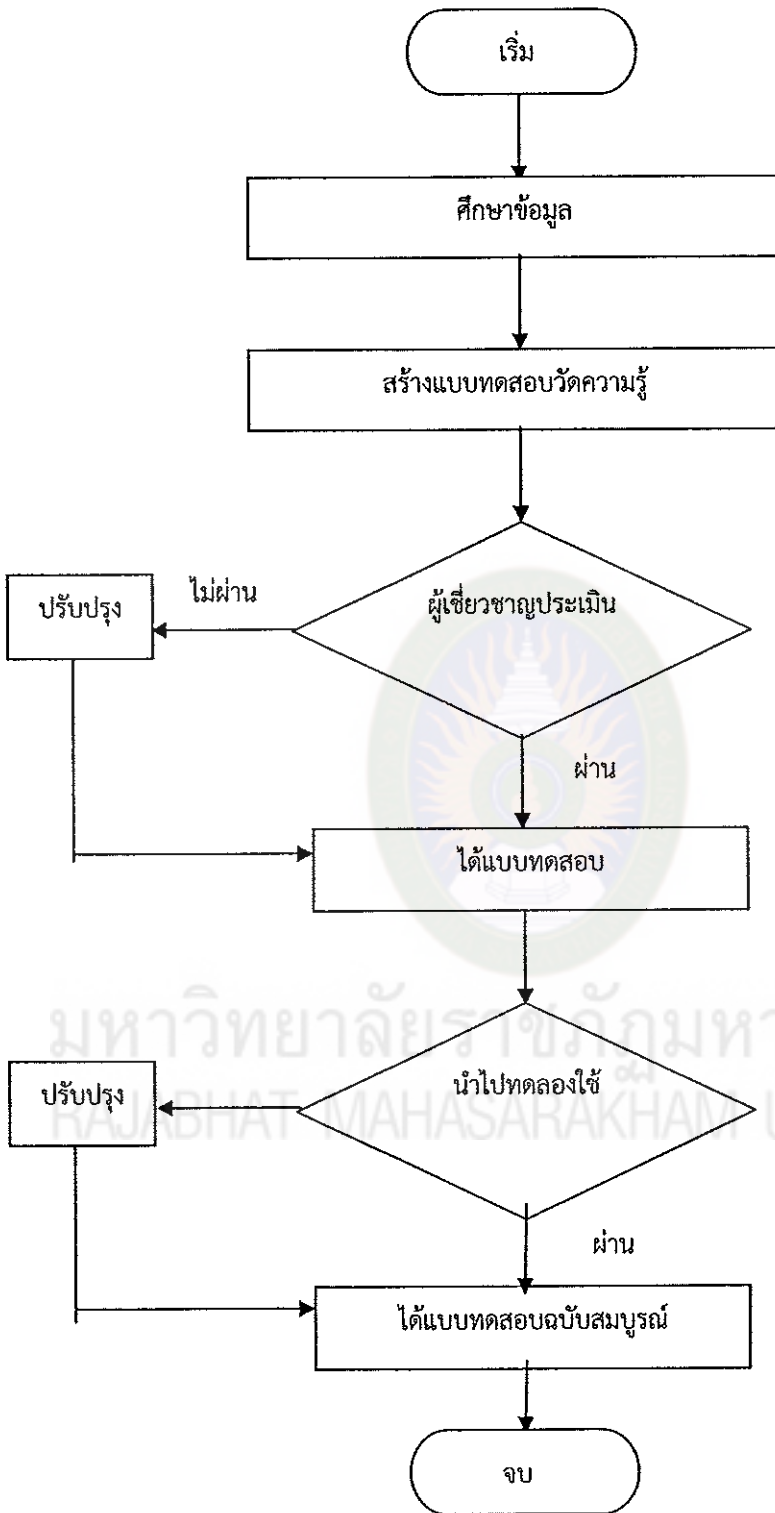 เริ่ม
ศึกษาข้อมูล
สร้างแบบทดสอบวัดความรู้
ผู้เชี่ยวชาญประเมิน
ไม่ผ่าน
ปรับปรุง
ผ่าน
ได้แบบทดสอบ
มหาวิทยาลัยราชภัฏมหา
RAJABHAT MAHASARAKHAM U
นำไปทดลองใช้
ปรับปรุง
ผ่าน
ได้แบบทดสอบฉบับสมบูรณ์
จบ